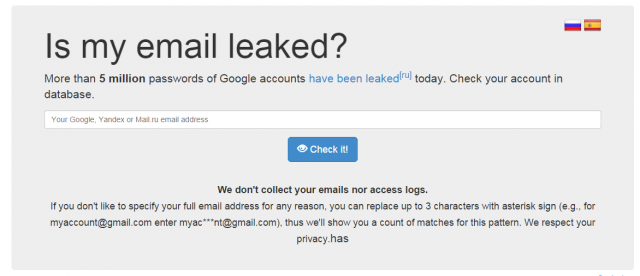 Is my email leaked?
More than 5 million passwords of Google accounts have been leaked[ru] today. Check your account in
database.
Your Google, Yandex or Mail.ru email address
Check it!
We don't collect your emails nor access logs.
If you don't like to specify your full email address for any reason, you can replace up to 3 characters with asterisk sign (e.g., for
myaccount@gmail.com enter myac***nt@gmail.com), thus we'll show you a count of matches for this pattern. We respect your
privacy.has